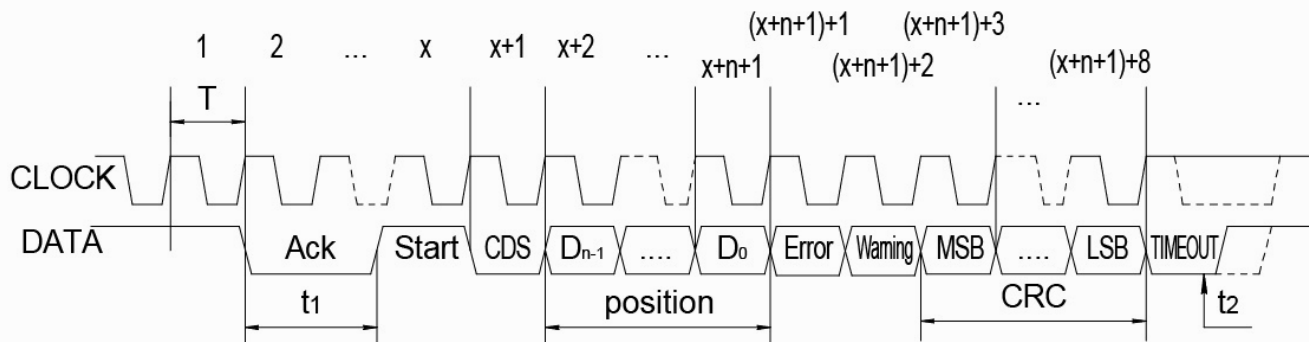 (x+n+1)+1 (x+n+1)+3
1 2 ... x x+1 x+2 ...
x+n+1 (x+n+1)+2 (x+n+1)+8
T ...
CLOCK
DATA Ack Start CDS Dn-1 .... D0 Error Warning MSB .... LSB TIMEOUT
t1 position CRC t2